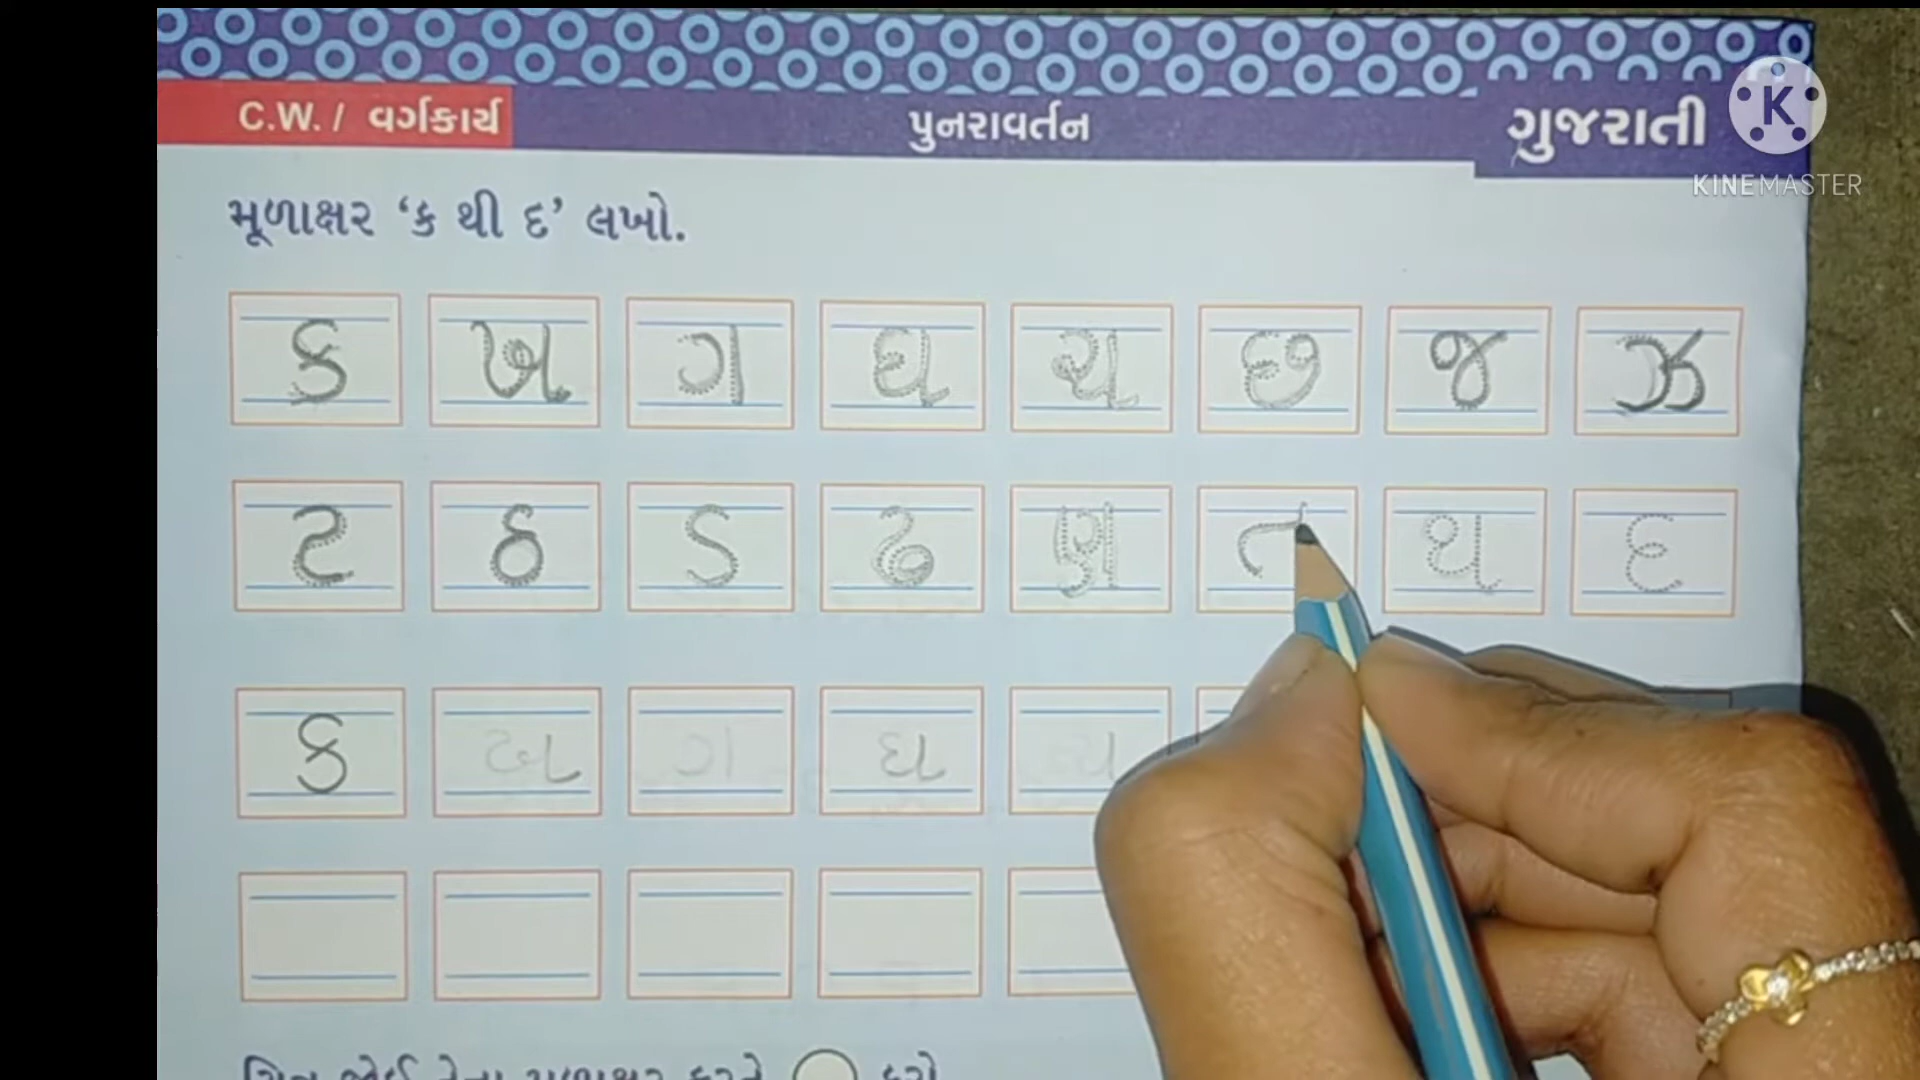 C.W. / વર્ગકાર્ય પુનરાવર્તન ગુજરાતી
KINEMASTER
મૂળાક્ષર ‘ક થી દ’ લખો.
ક ખ ગ ઘ ચ છ જ ઝ
ટ ઠ ડ ઢ ણ ત થ દ
ક ખ ગ ઘ ચ